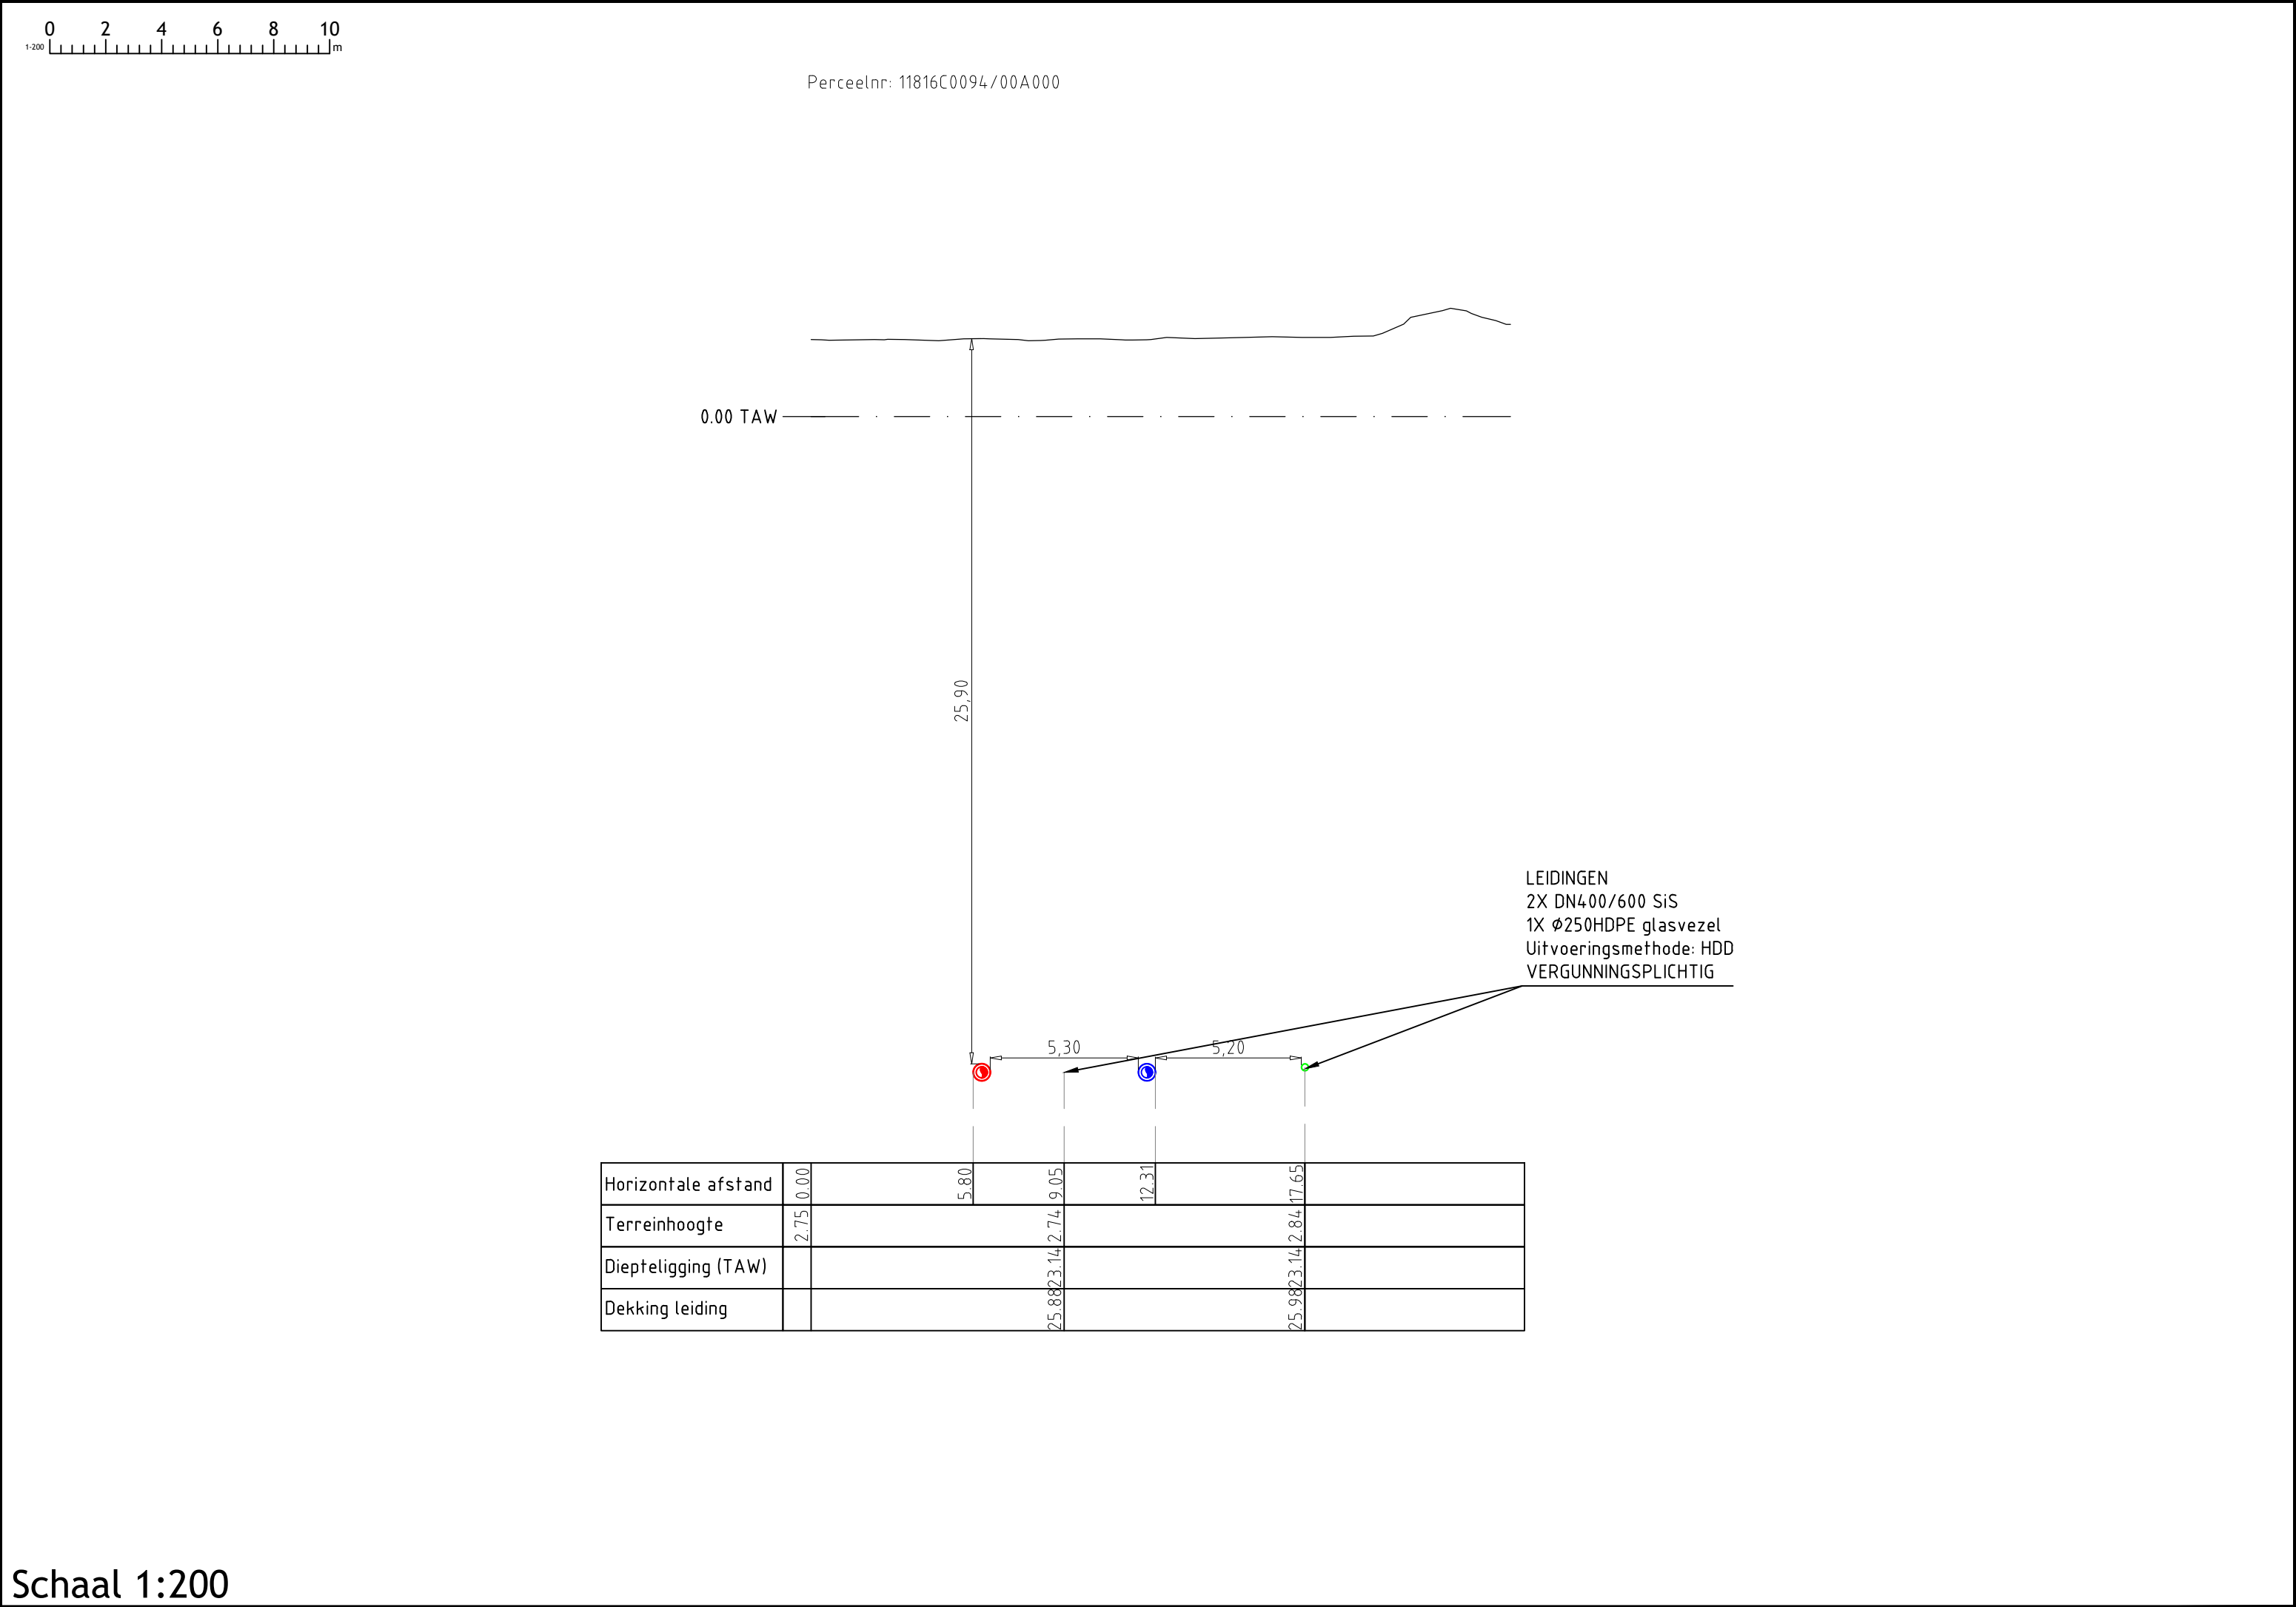 0 2 4 6 8 10
1-200 m
Perceelnr: 11816C0094/00A000
0.00 TAW
25,90
LEIDINGEN
2X DN400/600 SiS
1X Ø250HDPE glasvezel
Uitvoeringsmethode: HDD
VERGUNNINGSPLICHTIG
5,30 5,20
Horizontale afstand 0.00 5.80 9.05 12.31 17.65
Terreinhoogte 2.75 2.74 2.84
Diepteligging (TAW) 23.14 23.14
Dekking leiding 25.88 25.98
Schaal 1:200